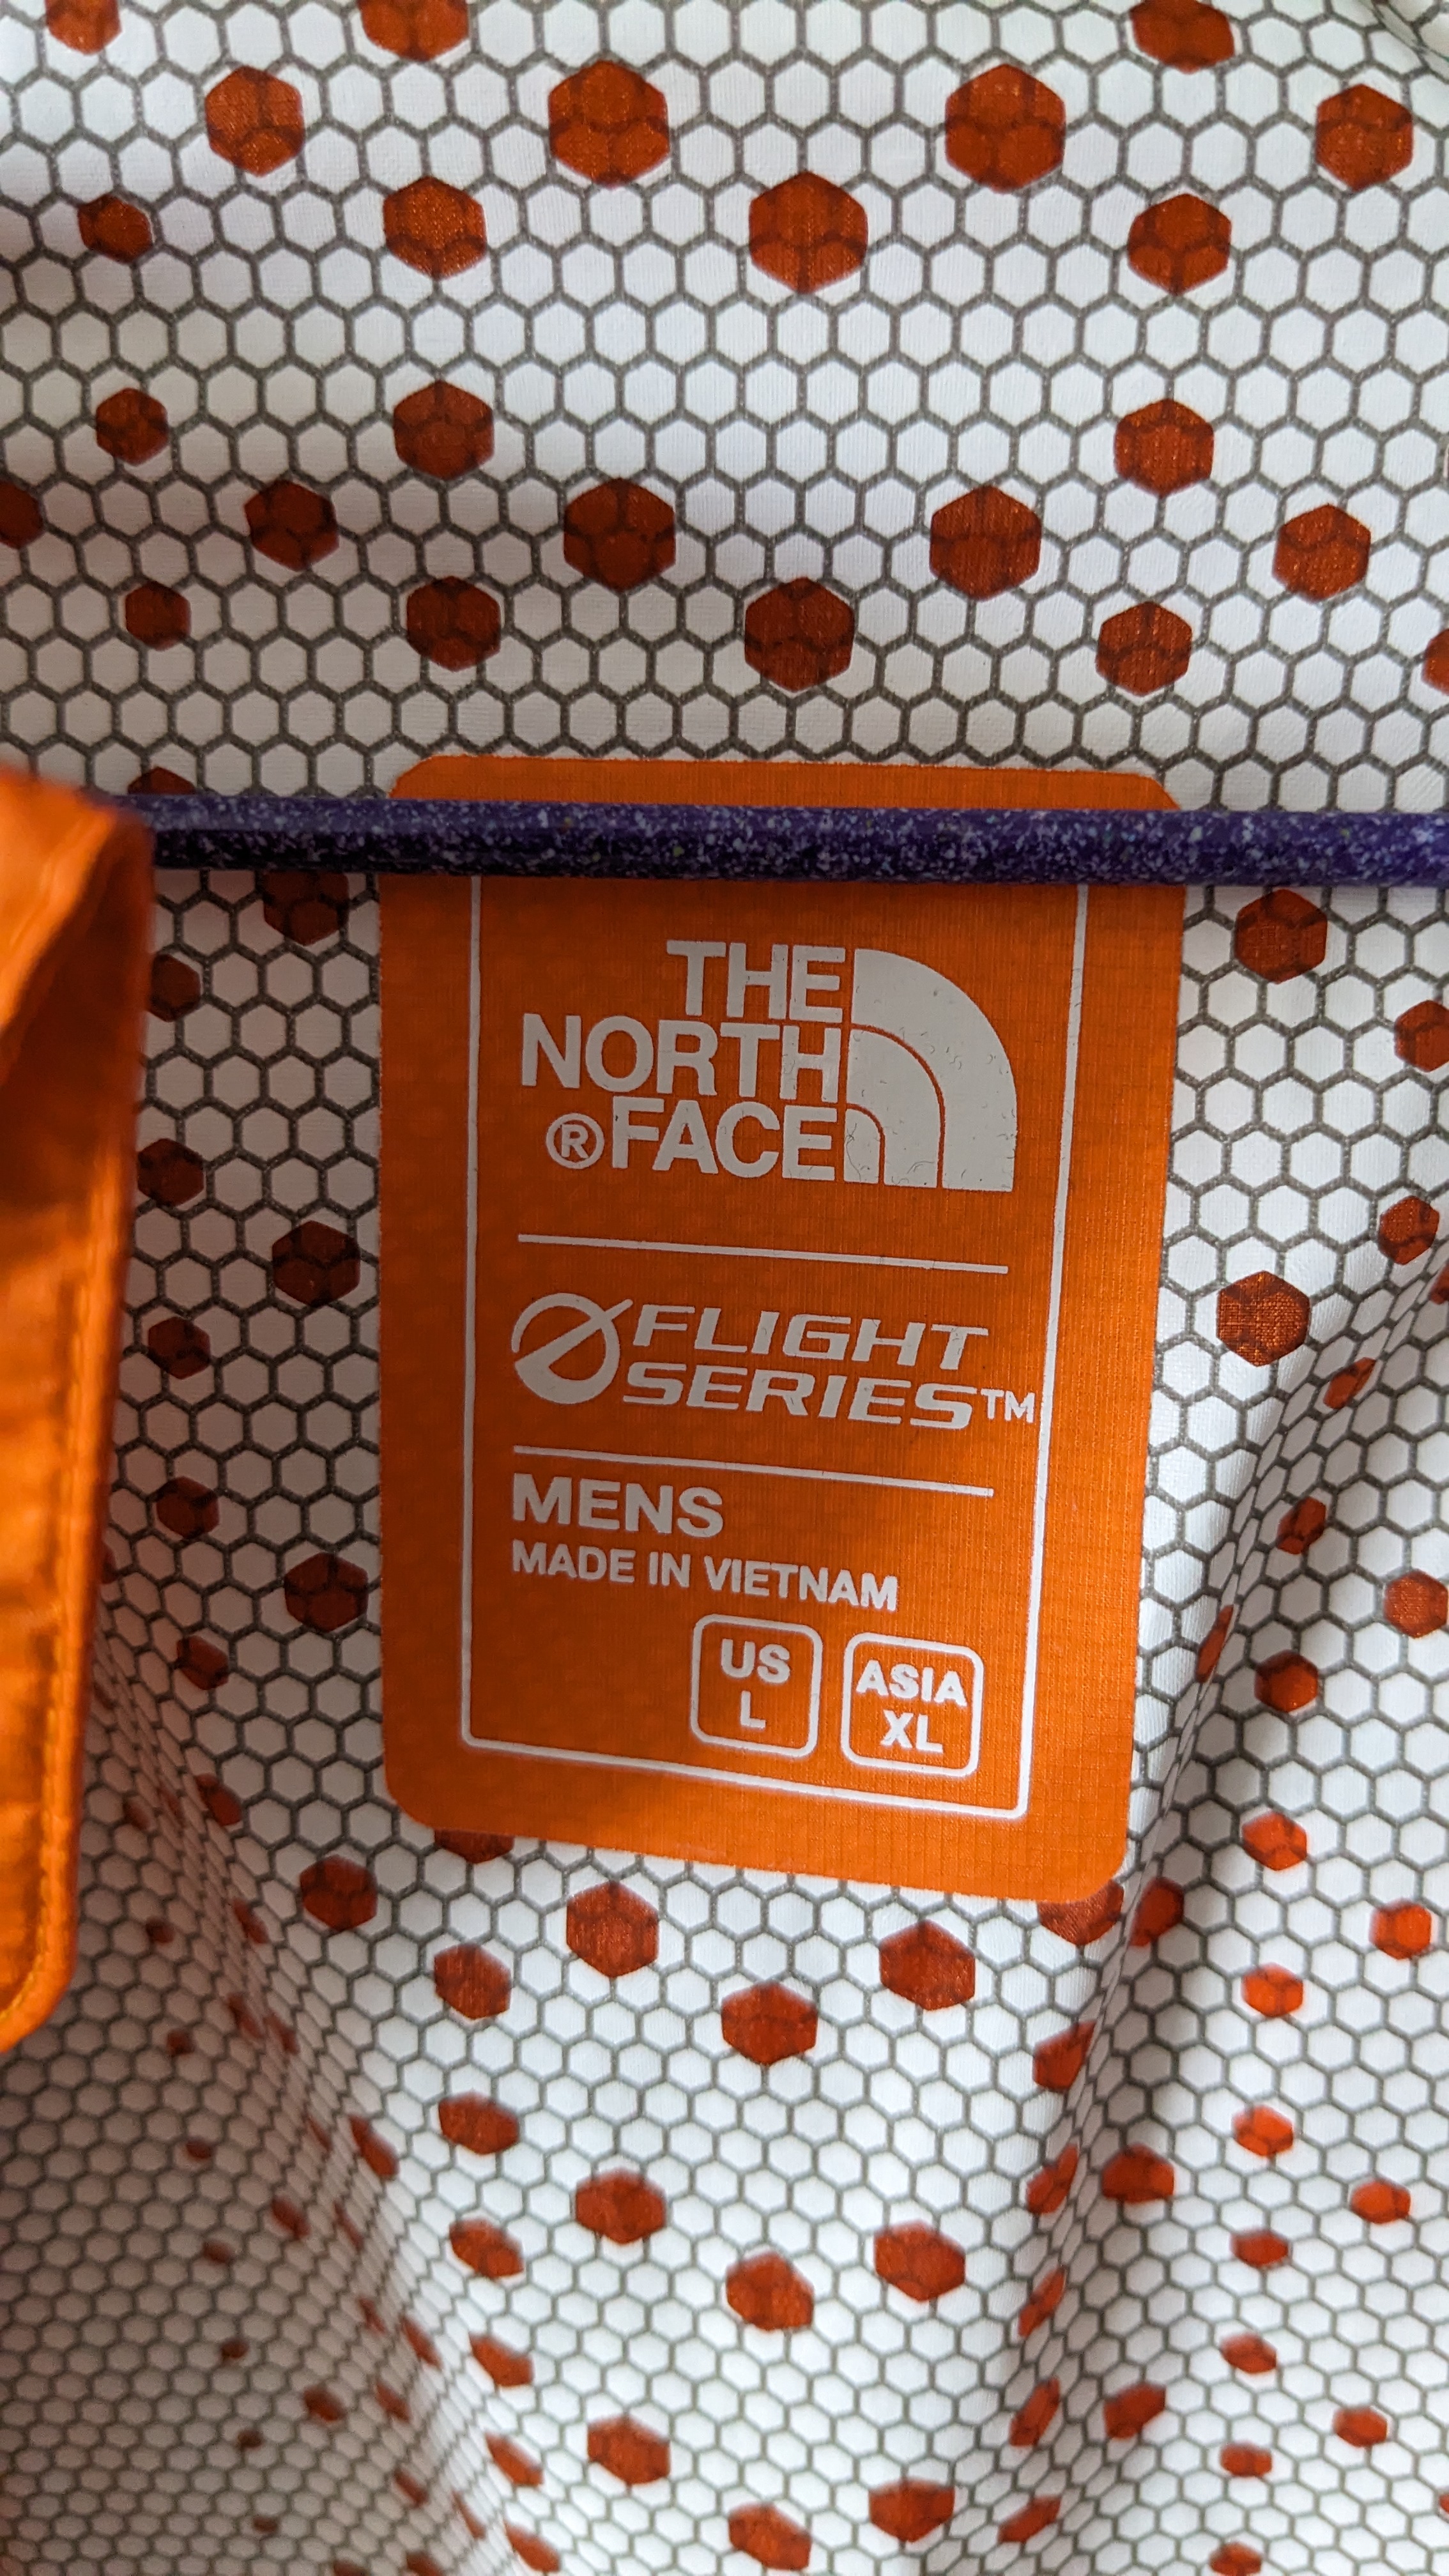 THE
NORTH
®FACE
FLIGHT
SERIES™
MENS
MADE IN VIETNAM
US
L
ASIA
XL